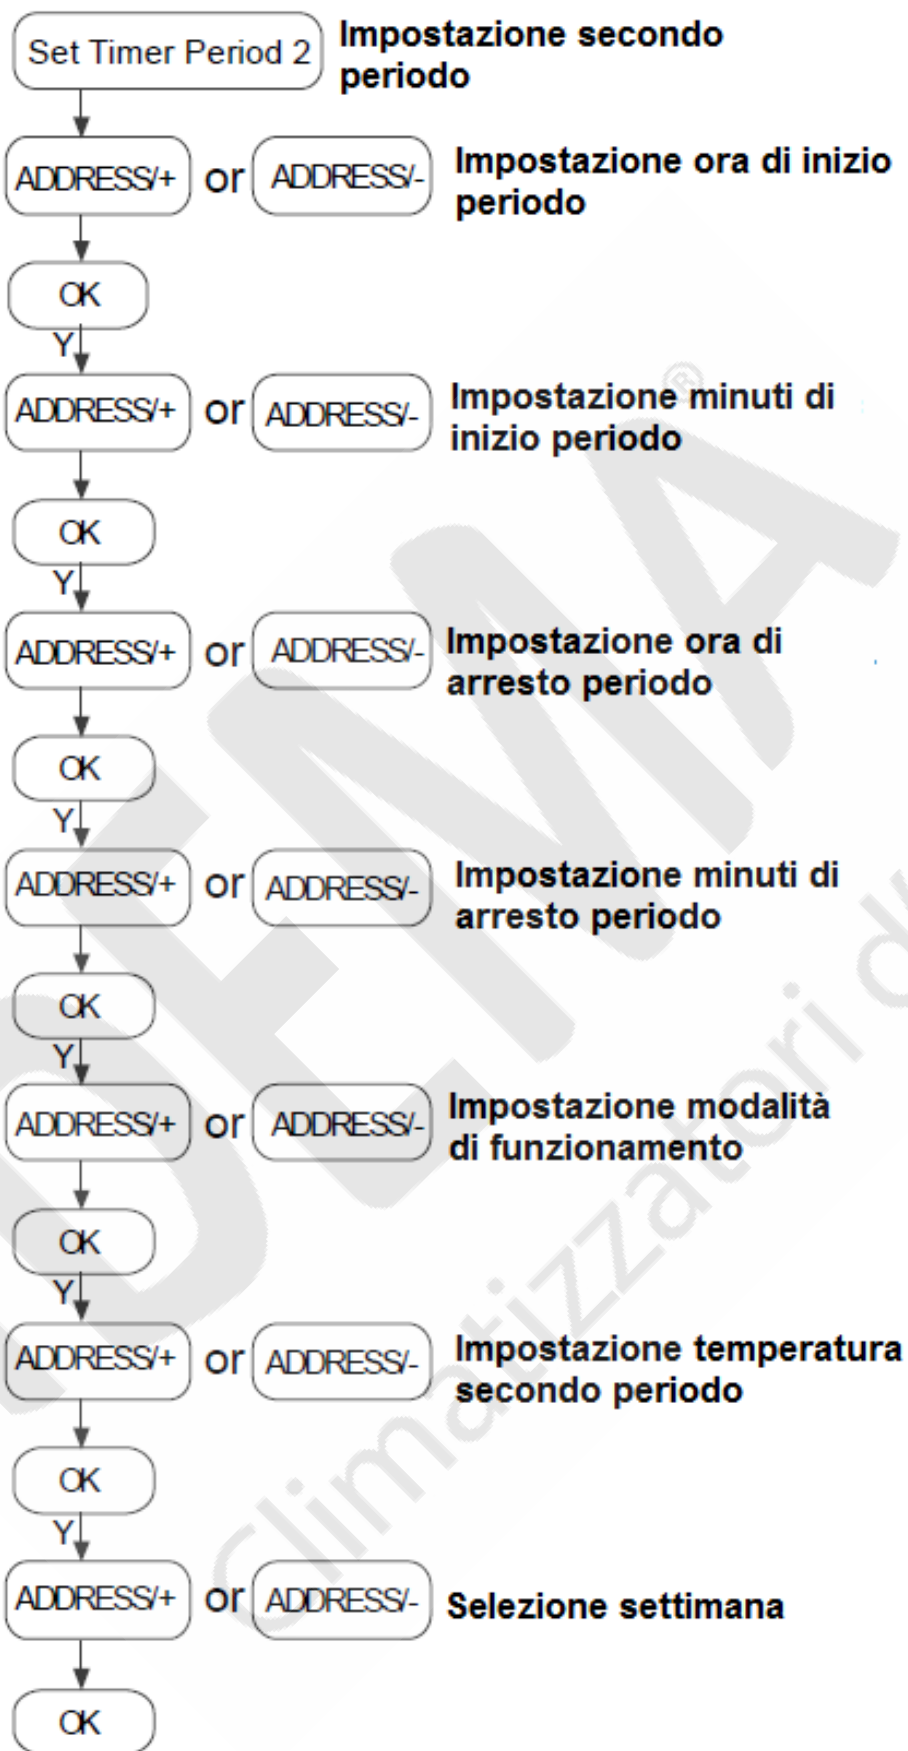 Set Timer Period 2
Impostazione secondo
periodo
ADDRESS/+ or ADDRESS/-
Impostazione ora di inizio
periodo
OK
Y
ADDRESS/+ or ADDRESS/-
Impostazione minuti di
inizio periodo
OK
Y
ADDRESS/+ or ADDRESS/-
Impostazione ora di
arresto periodo
OK
Y
ADDRESS/+ or ADDRESS/-
Impostazione minuti di
arresto periodo
OK
Y
ADDRESS/+ or ADDRESS/-
Impostazione modalità
di funzionamento
OK
Y
ADDRESS/+ or ADDRESS/-
Impostazione temperatura
secondo periodo
OK
Y
ADDRESS/+ or ADDRESS/-
Selezione settimana
OK
DEMA®
climatizzatori d'